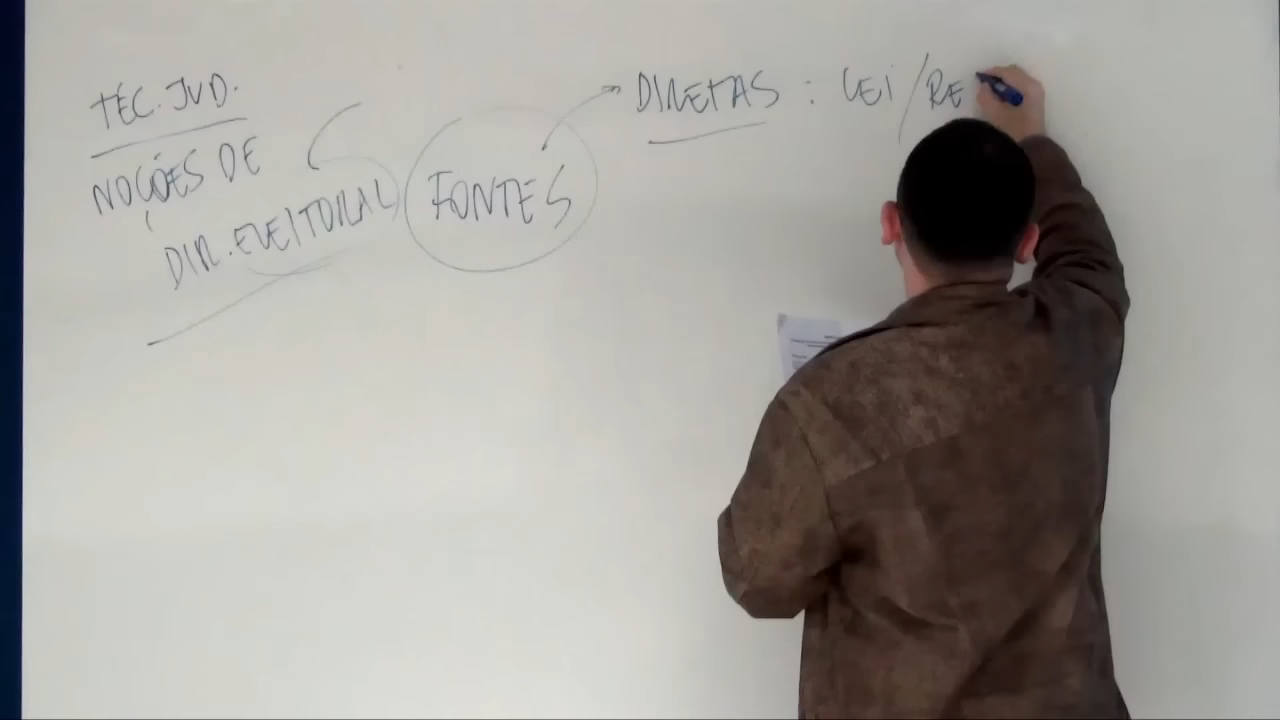 TÉC. JUD.
NOÇÕES DE
DIR. ELEITORAL
FONTES
DIRETAS : LEI / RE